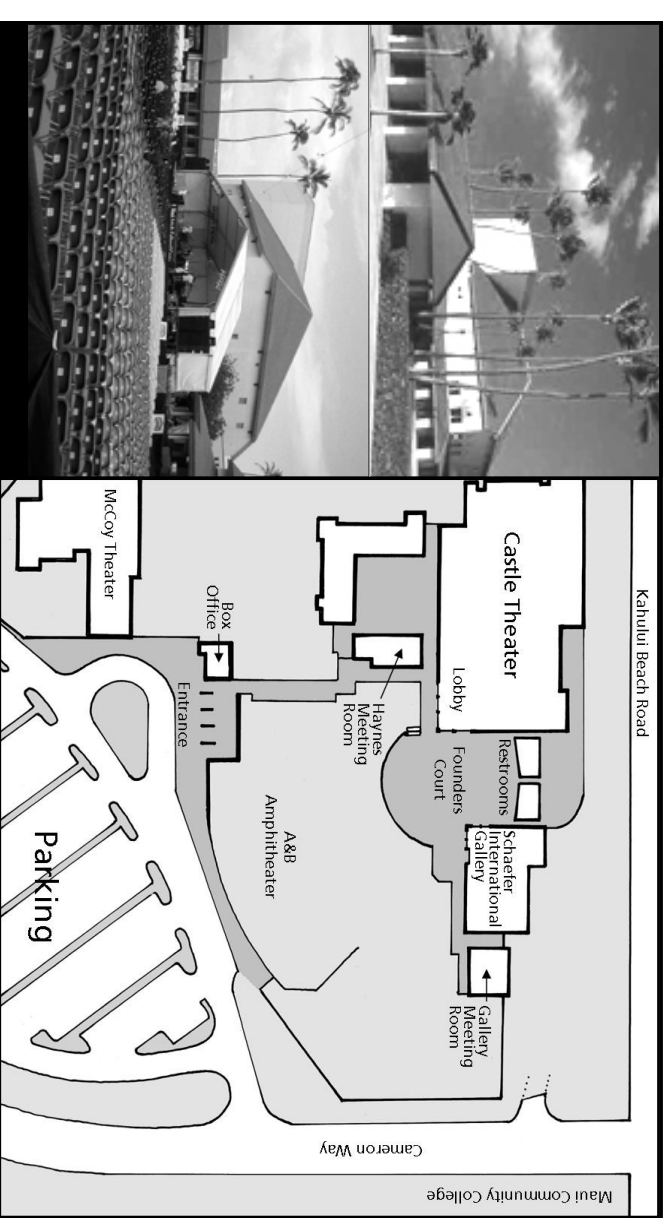 Kahului Beach Road
Castle Theater
Lobby
Restrooms
Founders
Court
Schaefer
International
Gallery
Gallery
Meeting
Room
Haynes
Meeting
Room
McCoy Theater
Box
Office
Entrance
A&B
Amphitheater
Parking
Cameron Way
Maui Community College